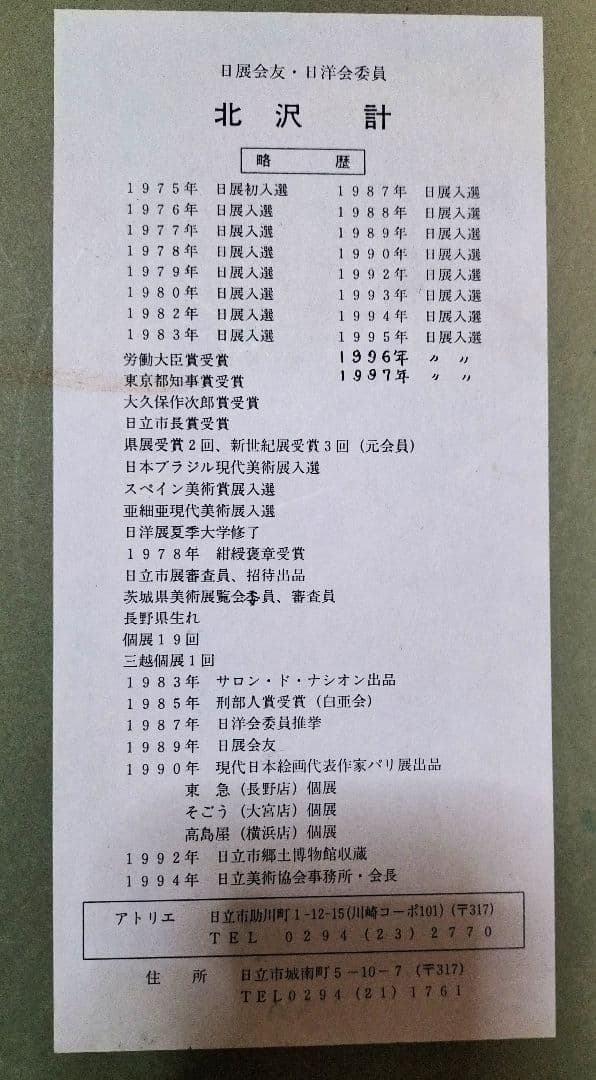 日展会友・日洋会委員
北沢 計
略 歴
1975年 日展初入選 1987年 日展入選
1976年 日展入選 1988年 日展入選
1977年 日展入選 1989年 日展入選
1978年 日展入選 1990年 日展入選
1979年 日展入選 1992年 日展入選
1980年 日展入選 1993年 日展入選
1982年 日展入選 1994年 日展入選
1983年 日展入選 1995年 日展入選
労働大臣賞受賞 1996年 〃 〃
東京都知事賞受賞 1997年 〃 〃
大久保作次郎賞受賞
日立市長賞受賞
県展受賞2回、新世紀展受賞3回(元会員)
日本ブラジル現代美術展入選
スペイン美術賞展入選
亜細亜現代美術展入選
日洋展夏季大学修了
1978年 紺綬褒章受賞
日立市展審査員、招待出品
茨城県美術展覧会委員、審査員
長野県生れ
個展19回
三越個展1回
1983年 サロン・ド・ナシオン出品
1985年 刑部人賞受賞(白亜会)
1987年 日洋会委員推挙
1989年 日展会友
1990年 現代日本絵画代表作家パリ展出品
東 急(長野店)個展
そごう(大宮店)個展
高島屋(横浜店)個展
1992年 日立市郷土博物館収蔵
1994年 日立美術協会事務所・会長
アトリエ 日立市助川町1-12-15(川崎コーポ101)(〒317)
TEL 0294(23)2770
住 所 日立市城南町5-10-7 (〒317)
TEL0294(21)1761